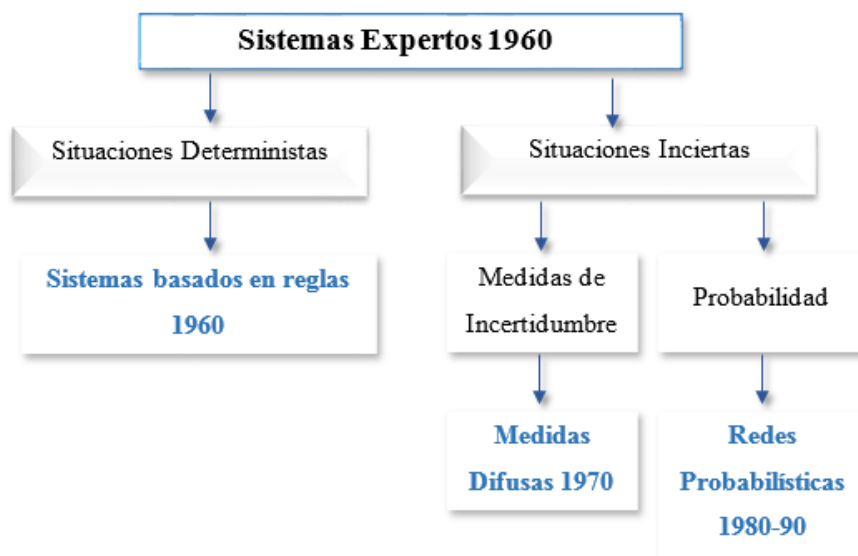 Sistemas Expertos 1960
Situaciones Deterministas
Situaciones Inciertas
Sistemas basados en reglas
1960
Medidas de
Incertidumbre
Probabilidad
Medidas
Difusas 1970
Redes
Probabilísticas
1980-90